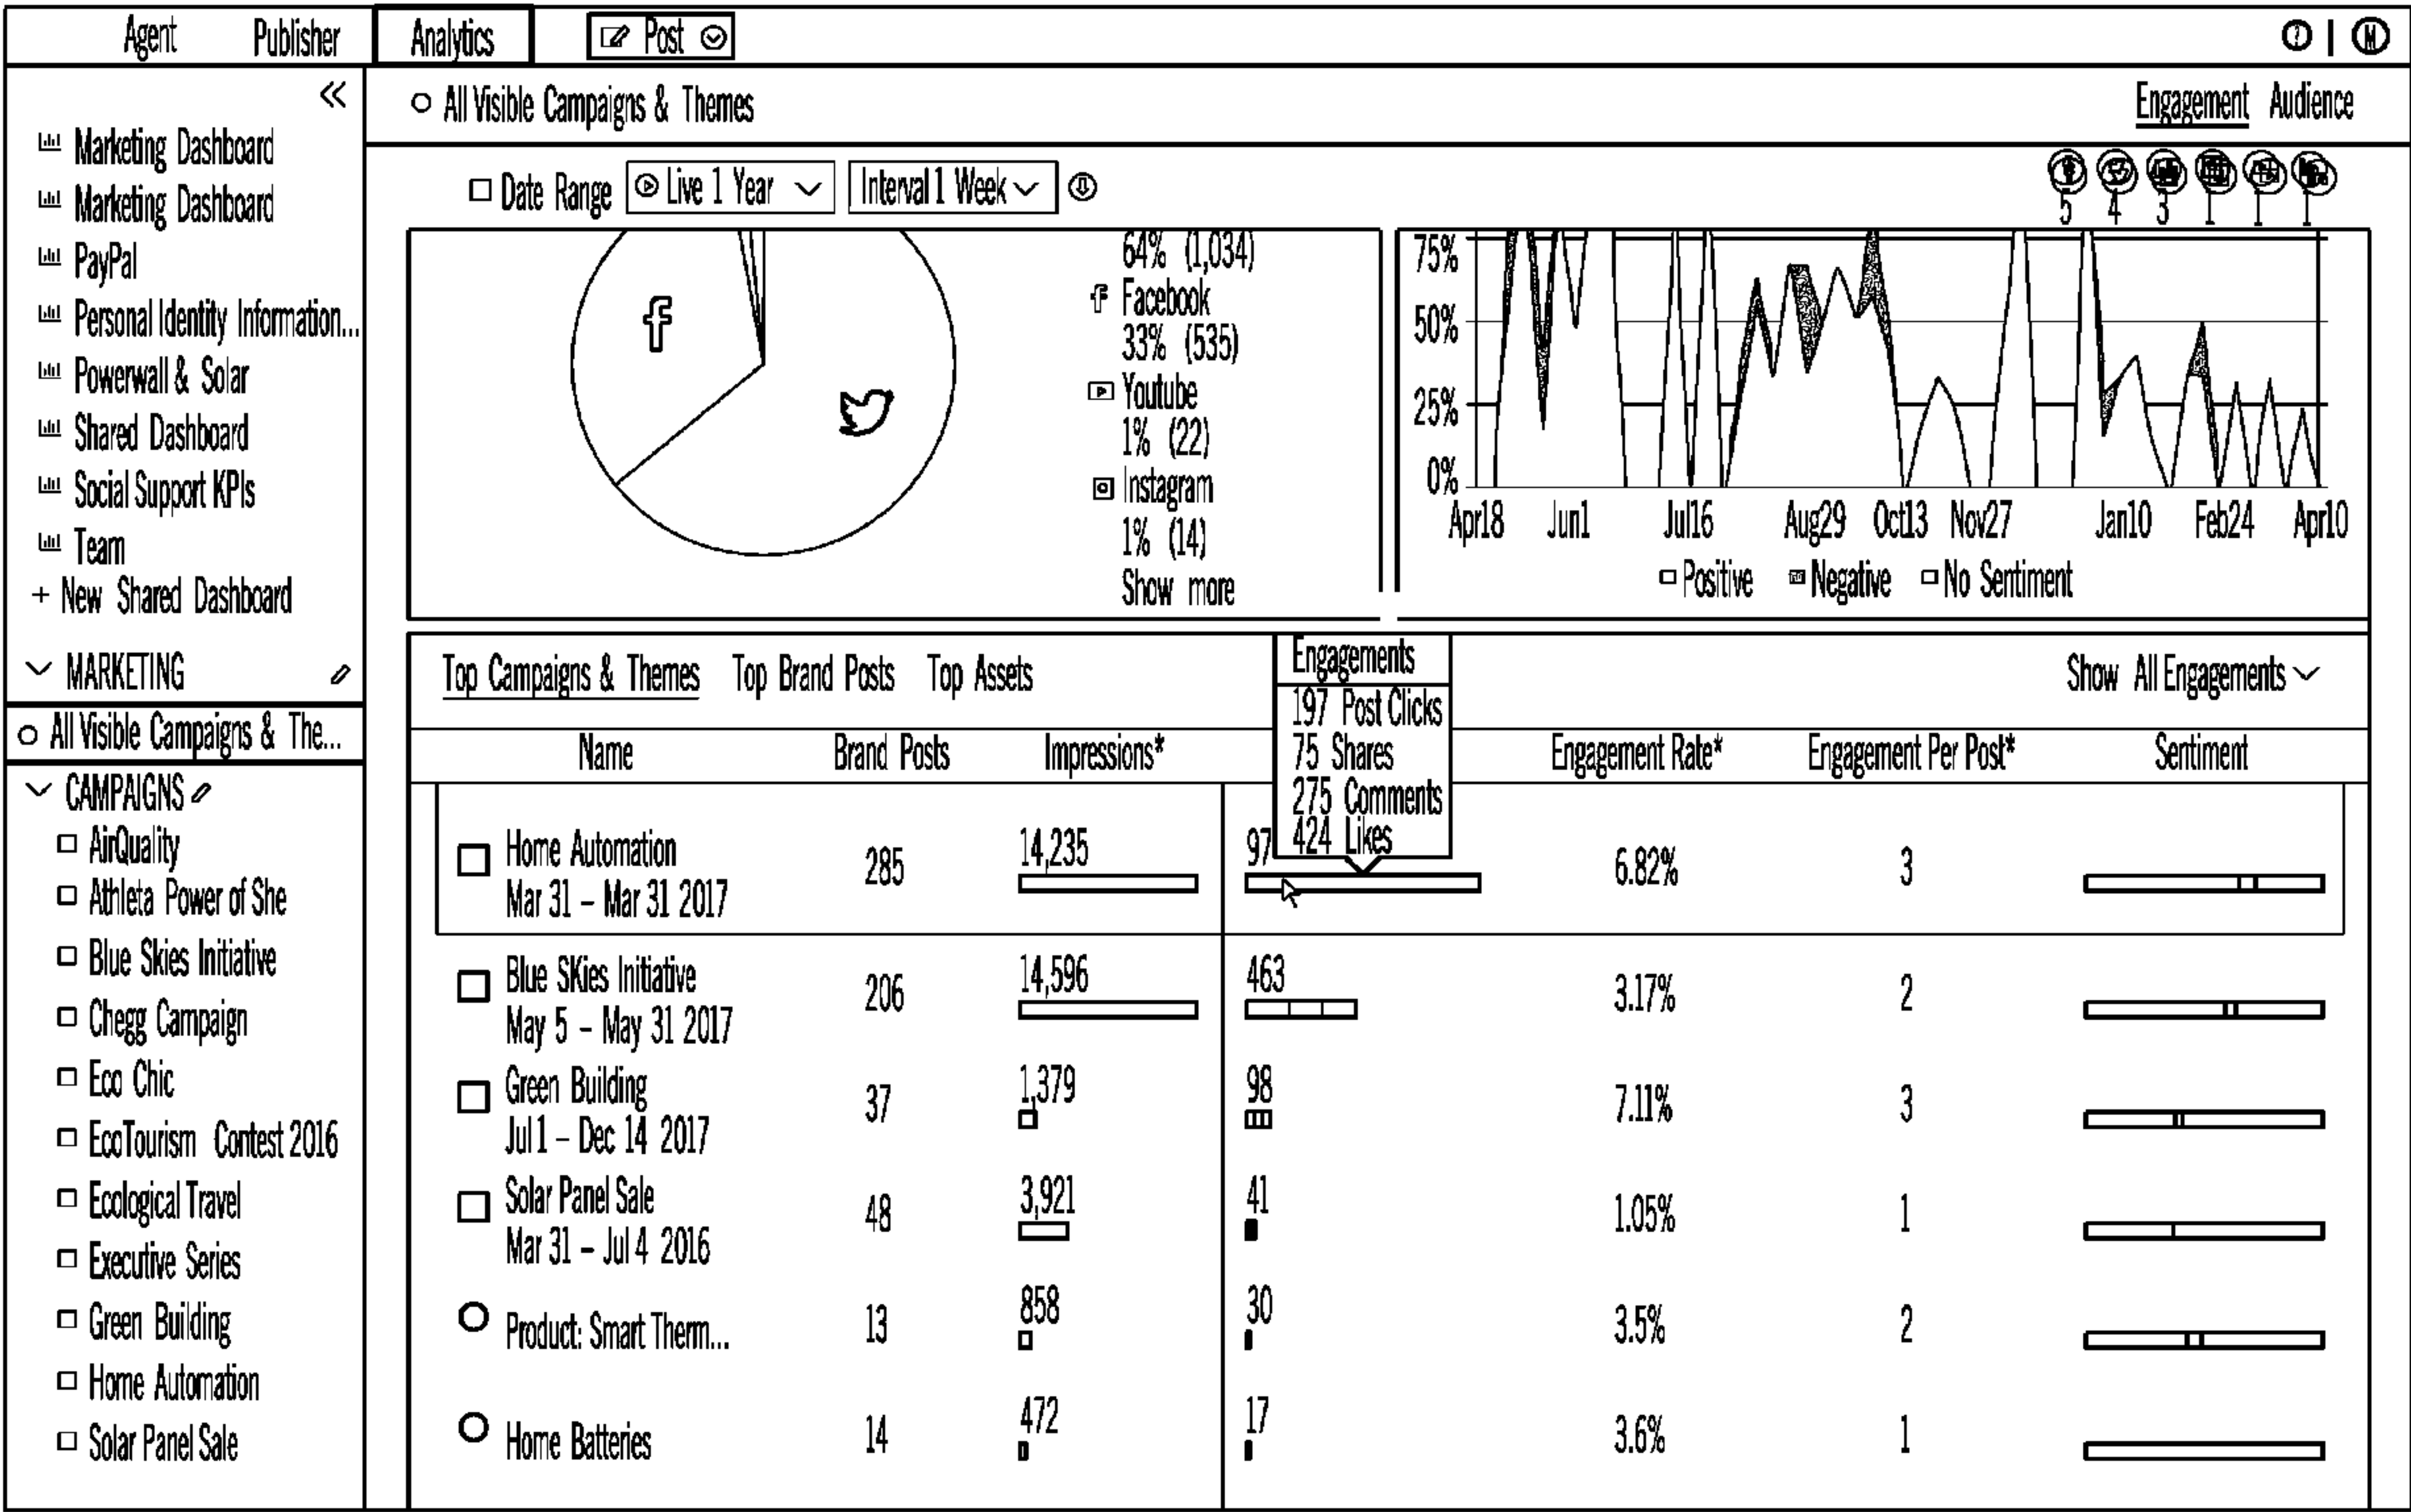 Agent Publisher Analytics Post
? | M
All Visible Campaigns & Themes
Engagement Audience
Marketing Dashboard
Marketing Dashboard
PayPal
Personal Identity Information...
Powerwall & Solar
Shared Dashboard
Social Support KPIs
Team
+ New Shared Dashboard
MARKETING
All Visible Campaigns & The...
CAMPAIGNS
AirQuality
Athleta Power of She
Blue Skies Initiative
Chegg Campaign
Eco Chic
EcoTourism Contest 2016
Ecological Travel
Executive Series
Green Building
Home Automation
Solar Panel Sale
Date Range Live 1 Year Interval 1 Week
5 4 3 1 1 1
64% (1,034)
Facebook
33% (535)
Youtube
1% (22)
Instagram
1% (14)
Show more
75%
50%
25%
0%
Apr18 Jun1 Jul16 Aug29 Oct13 Nov27 Jan10 Feb24 Apr10
Positive Negative No Sentiment
Top Campaigns & Themes Top Brand Posts Top Assets
Show All Engagements
Engagements
197 Post Clicks
75 Shares
275 Comments
424 Likes
Name Brand Posts Impressions* Engagement Rate* Engagement Per Post* Sentiment
Home Automation
Mar 31 – Mar 31 2017
285 14,235 97 6.82% 3
Blue SKies Initiative
May 5 – May 31 2017
206 14,596 463 3.17% 2
Green Building
Jul 1 – Dec 14 2017
37 1,379 98 7.11% 3
Solar Panel Sale
Mar 31 – Jul 4 2016
48 3,921 41 1.05% 1
Product: Smart Therm...
13 858 30 3.5% 2
Home Batteries
14 472 17 3.6% 1